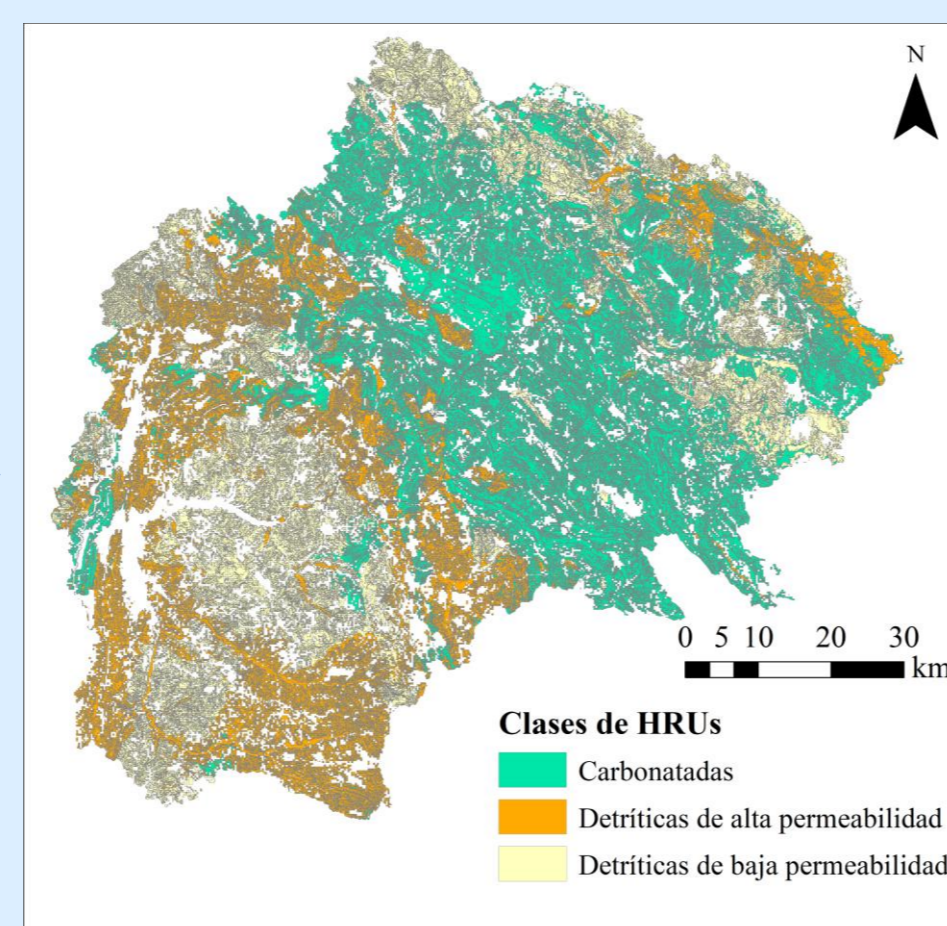 N
0 5 10 20 30
km
Clases de HRUs
Carbonatadas
Detríticas de alta permeabilidad
Detríticas de baja permeabilidad